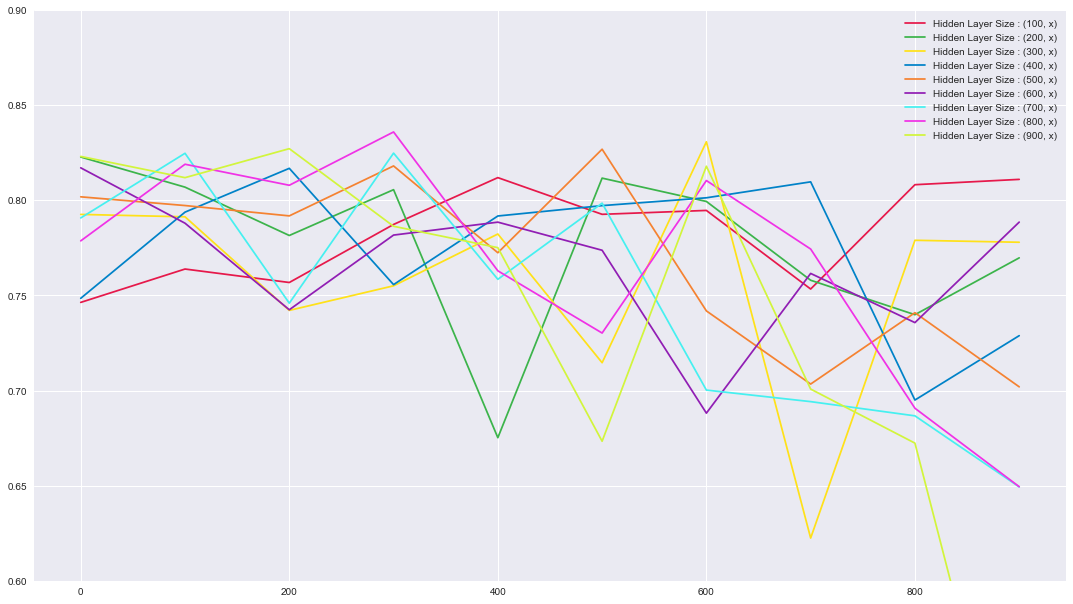 0.90
0.85
0.80
0.75
0.70
0.65
0.60
0
200
400
600
800
Hidden Layer Size : (100, x)
Hidden Layer Size : (200, x)
Hidden Layer Size : (300, x)
Hidden Layer Size : (400, x)
Hidden Layer Size : (500, x)
Hidden Layer Size : (600, x)
Hidden Layer Size : (700, x)
Hidden Layer Size : (800, x)
Hidden Layer Size : (900, x)